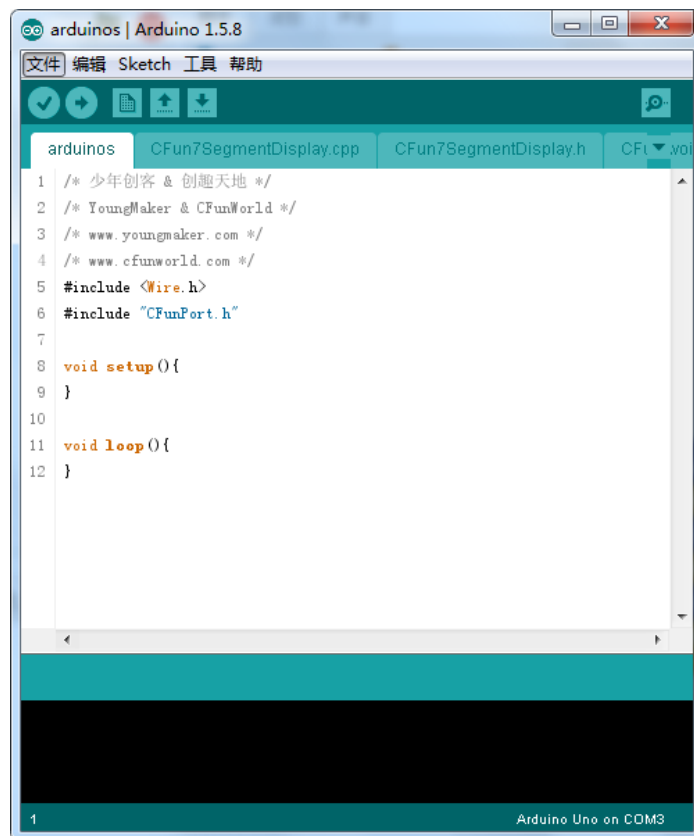 arduinos | Arduino 1.5.8
文件 编辑 Sketch 工具 帮助
arduinos CFun7SegmentDisplay.cpp CFun7SegmentDisplay.h
1 /* 少年创客 & 创趣天地 */
2 /* YoungMaker & CFunWorld */
3 /* www.youngmaker.com */
4 /* www.cfunworld.com */
5 #include <Wire.h>
6 #include "CFunPort.h"
7
8 void setup(){
9 }
10
11 void loop(){
12 }
1 Arduino Uno on COM3